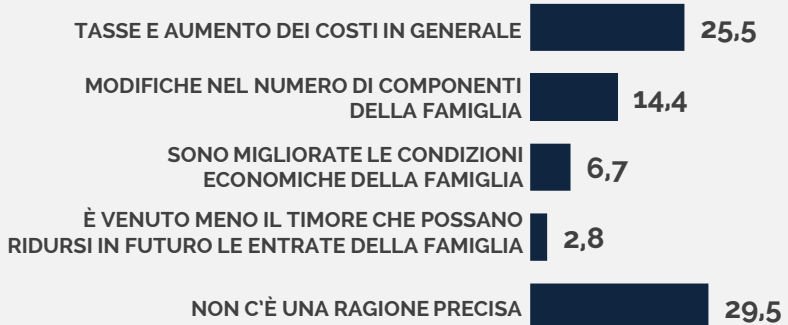 TASSE E AUMENTO DEI COSTI IN GENERALE 25,5
MODIFICHE NEL NUMERO DI COMPONENTI
DELLA FAMIGLIA 14,4
SONO MIGLIORATE LE CONDIZIONI
ECONOMICHE DELLA FAMIGLIA 6,7
È VENUTO MENO IL TIMORE CHE POSSANO
RIDURSI IN FUTURO LE ENTRATE DELLA FAMIGLIA 2,8
NON C'È UNA RAGIONE PRECISA 29,5